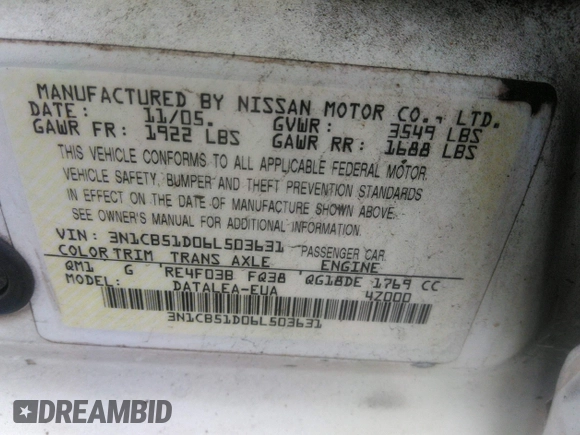 MANUFACTURED BY NISSAN MOTOR CO., LTD.
DATE: 11/05. GVWR: 3549 LBS
GAWR FR: 1922 LBS GAWR RR: 1688 LBS
THIS VEHICLE CONFORMS TO ALL APPLICABLE FEDERAL MOTOR
VEHICLE SAFETY, BUMPER AND THEFT PREVENTION STANDARDS
IN EFFECT ON THE DATE OF MANUFACTURE SHOWN ABOVE.
SEE OWNER'S MANUAL FOR ADDITIONAL INFORMATION.
VIN: 3N1CB51D06L503631 PASSENGER CAR
COLOR TRIM TRANS AXLE ENGINE
QM1 G RE4F03B FQ38 QG18DE 1769 CC
MODEL: DATALEA-EUA 4Z000
3N1CB51D06L503631
DREAMBID